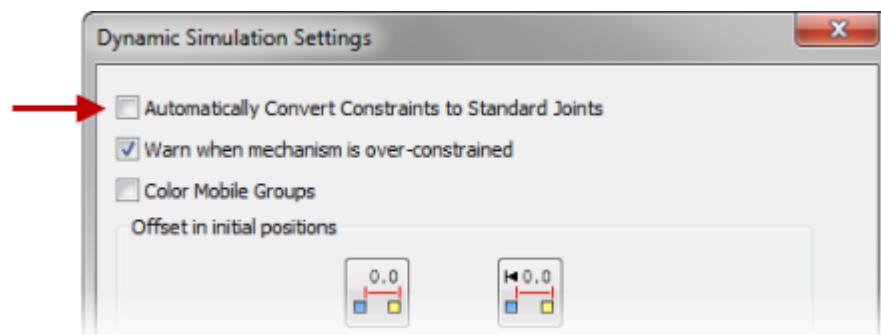 Dynamic Simulation Settings
Automatically Convert Constraints to Standard Joints
Warn when mechanism is over-constrained
Color Mobile Groups
Offset in initial positions
0.0 0.0